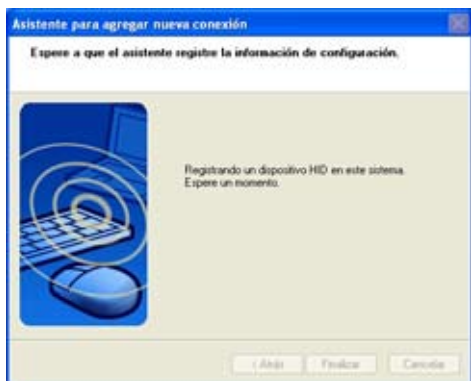 Asistente para agregar nueva conexión
Espere a que el asistente registre la información de configuración.
Registrando un dispositivo HID en este sistema.
Espere un momento.
< Atrás
Finalizar
Cancelar